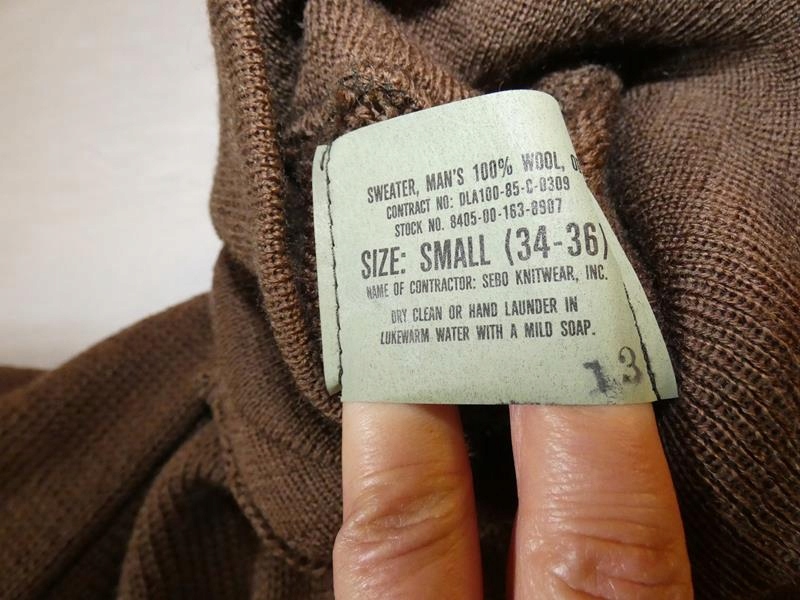 SWEATER, MAN'S 100% WOOL,
CONTRACT NO: DLA100-85-C-0309
STOCK NO. 8405-00-163-8907
SIZE: SMALL (34-36)
NAME OF CONTRACTOR: SEBO KNITWEAR, INC.
DRY CLEAN OR HAND LAUNDER IN
LUKEWARM WATER WITH A MILD SOAP.
13